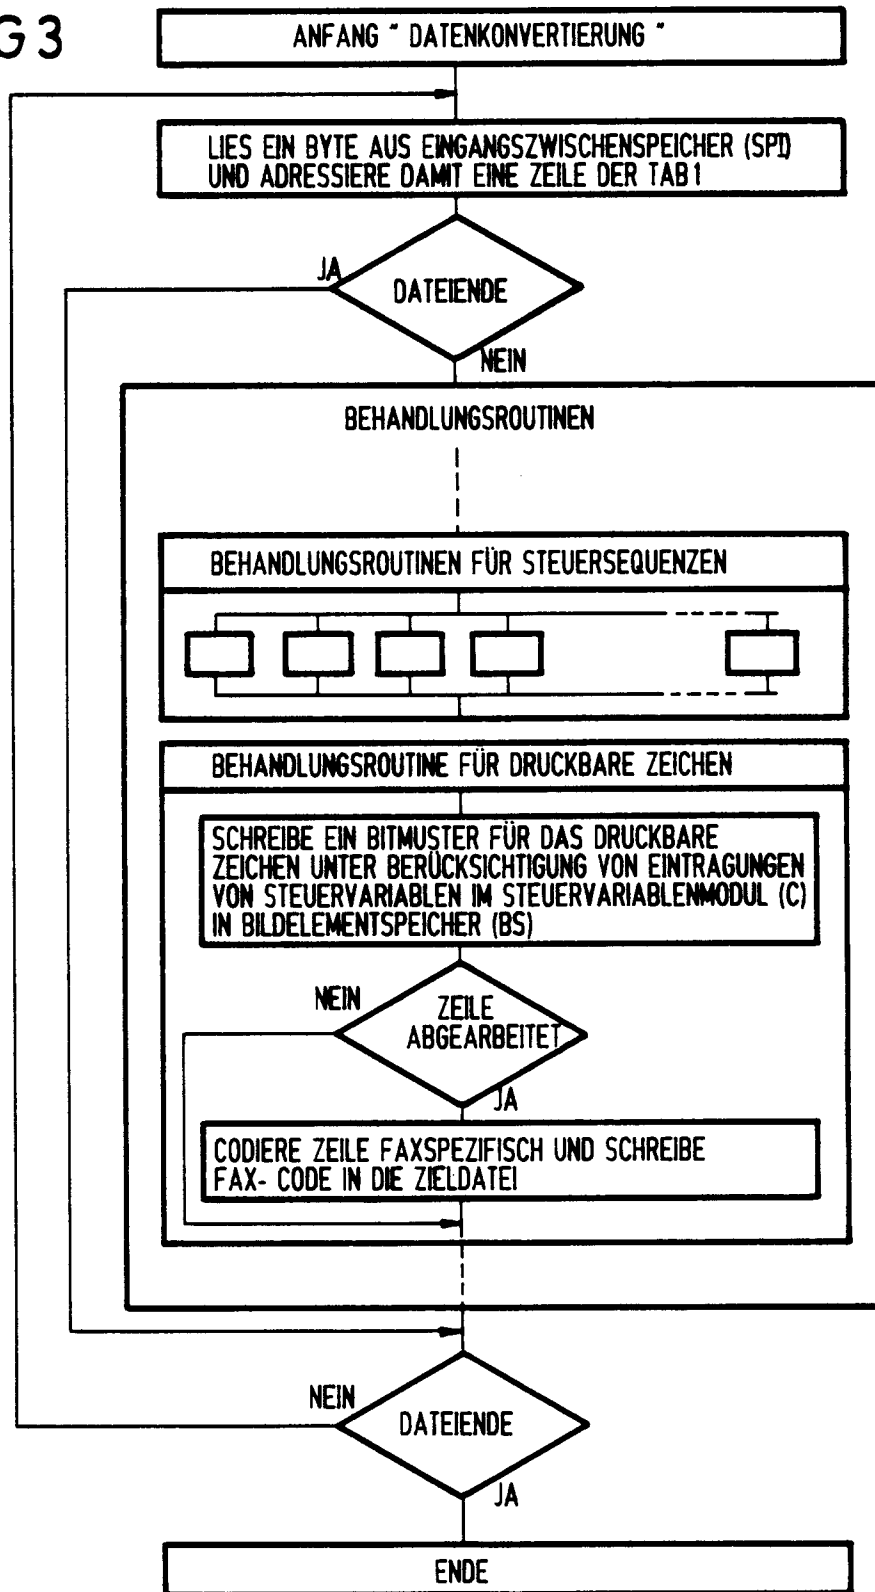 G3
ANFANG " DATENKONVERTIERUNG "
LIES EIN BYTE AUS EINGANGSZWISCHENSPEICHER (SPI)
UND ADRESSIERE DAMIT EINE ZEILE DER TAB1
JA
DATEIENDE
NEIN
BEHANDLUNGSROUTINEN
BEHANDLUNGSROUTINEN FÜR STEUERSEQUENZEN
BEHANDLUNGSROUTINE FÜR DRUCKBARE ZEICHEN
SCHREIBE EIN BITMUSTER FÜR DAS DRUCKBARE
ZEICHEN UNTER BERÜCKSICHTIGUNG VON EINTRAGUNGEN
VON STEUERVARIABLEN IM STEUERVARIABLENMODUL (C)
IN BILDELEMENTSPEICHER (BS)
NEIN
ZEILE
ABGEARBEITET
JA
CODIERE ZEILE FAXSPEZIFISCH UND SCHREIBE
FAX- CODE IN DIE ZIELDATEI
NEIN
DATEIENDE
JA
ENDE